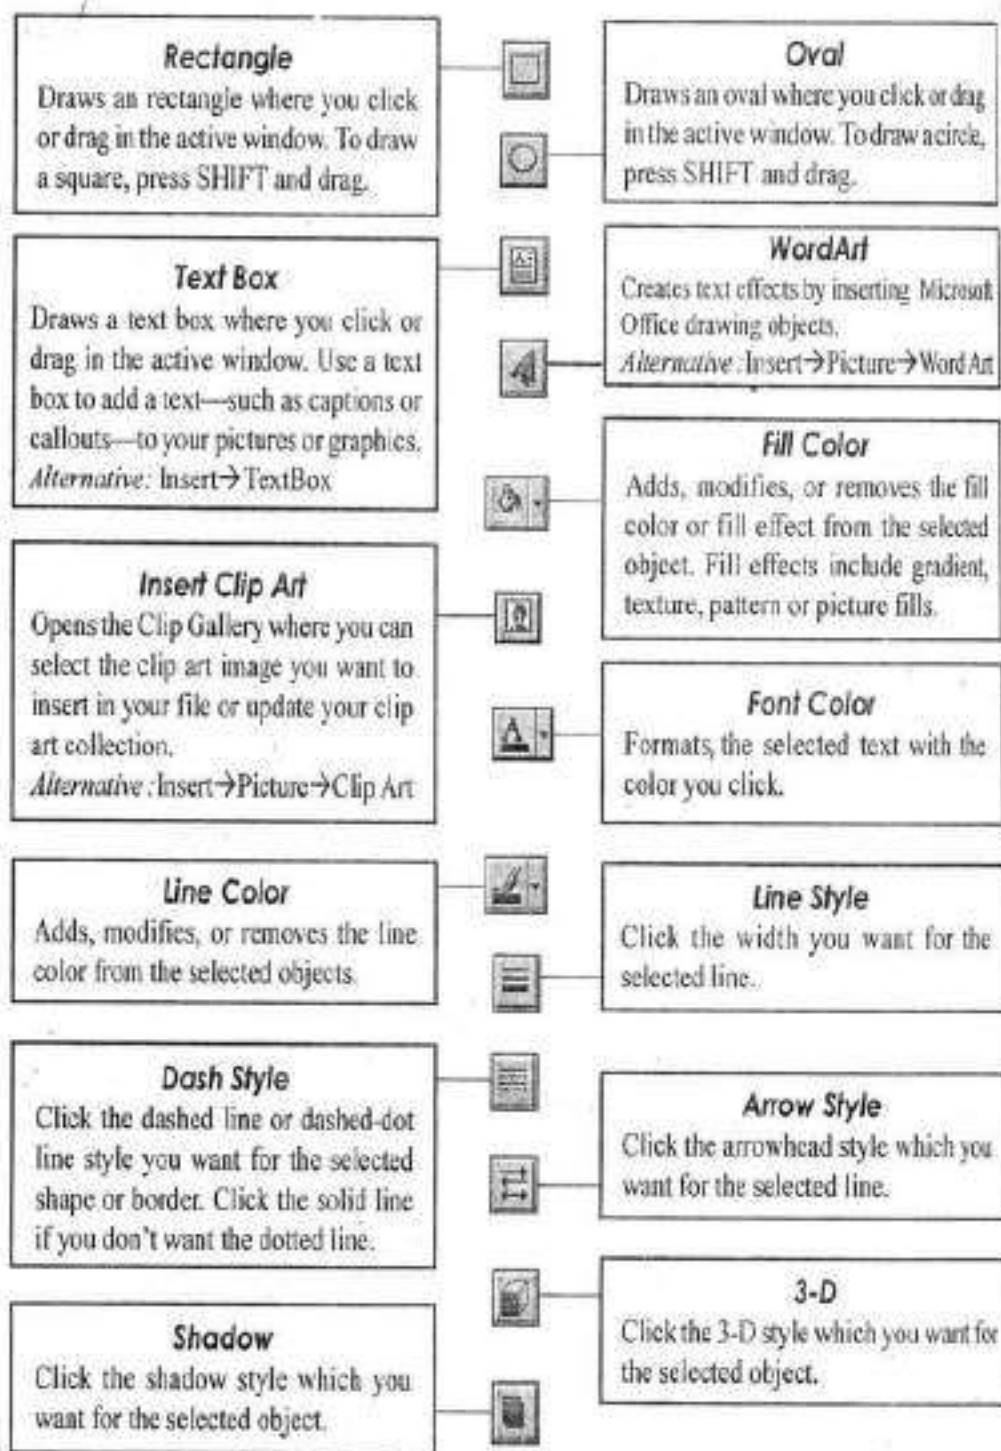 Rectangle
Draws an rectangle where you click
or drag in the active window. To draw
a square, press SHIFT and drag.
Oval
Draws an oval where you click or drag
in the active window. To draw a circle,
press SHIFT and drag.
Text Box
Draws a text box where you click or
drag in the active window. Use a text
box to add a text—such as captions or
callouts—to your pictures or graphics.
Alternative: Insert→TextBox
WordArt
Creates text effects by inserting Microsoft
Office drawing objects.
Alternative: Insert→Picture→Word Art
Fill Color
Adds, modifies, or removes the fill
color or fill effect from the selected
object. Fill effects include gradient,
texture, pattern or picture fills.
Insert Clip Art
Opens the Clip Gallery where you can
select the clip art image you want to
insert in your file or update your clip
art collection.
Alternative: Insert→Picture→Clip Art
Font Color
Formats, the selected text with the
color you click.
Line Color
Adds, modifies, or removes the line
color from the selected objects.
Line Style
Click the width you want for the
selected line.
Dash Style
Click the dashed line or dashed-dot
line style you want for the selected
shape or border. Click the solid line
if you don't want the dotted line.
Arrow Style
Click the arrowhead style which you
want for the selected line.
3-D
Click the 3-D style which you want for
the selected object.
Shadow
Click the shadow style which you
want for the selected object.